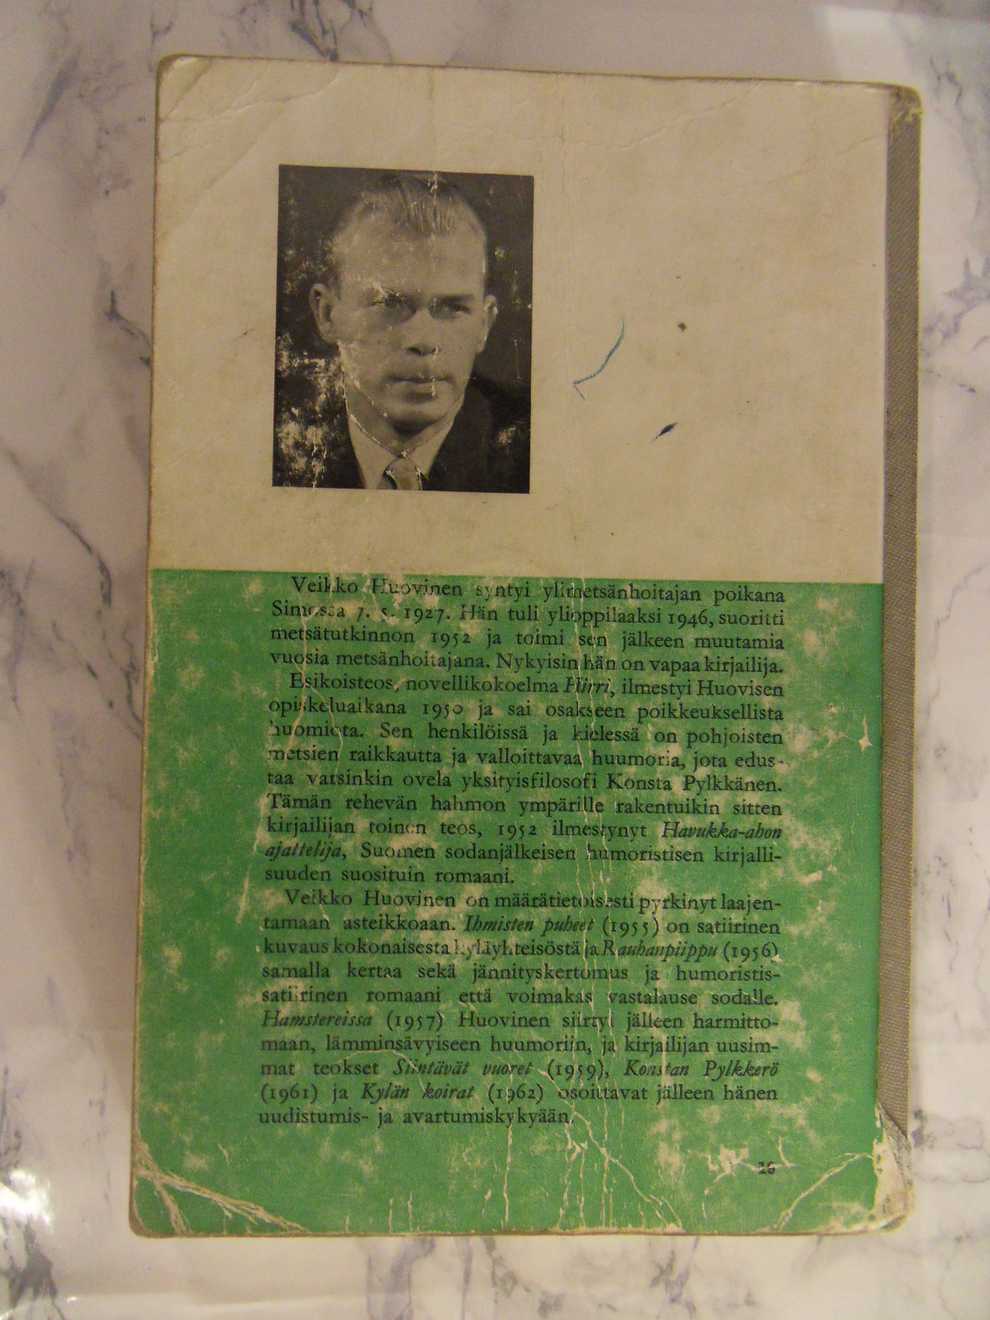 Veikko Huovinen syntyi ylimetsänhoitajan poikana
Simossa 7. 5. 1927. Hän tuli ylioppilaaksi 1946, suoritti
metsätutkinnon 1952 ja toimi sen jälkeen muutamia
vuosia metsänhoitajana. Nykyisin hän on vapaa kirjailija.
Esikoisteos, novellikokoelma Hirri, ilmestyi Huovisen
opiskeluaikana 1950 ja sai osakseen poikkeuksellista
huomiota. Sen henkilöissä ja kielessä on pohjoisten
metsien raikkautta ja valloittavaa huumoria, jota edus-
taa varsinkin ovela yksityisfilosofi Konsta Pylkkänen.
Tämän rehevän hahmon ympärille rakentuikin sitten
kirjailijan toinen teos, 1952 ilmestynyt Havukka-ahon
ajattelija, Suomen sodanjälkeisen humoristisen kirjalli-
suuden suosituin romaani.
Veikko Huovinen on määrätietoisesti pyrkinyt laajen-
tamaan asteikkoaan. Ihmisten puheet (1955) on satiirinen
kuvaus kokonaisesta kyläyhteisöstä ja Rauhanpiippu (1956)
samalla kertaa sekä jännityskertomus ja humoristis-
satiirinen romaani että voimakas vastalause sodalle.
Hamstereissa (1957) Huovinen siirtyi jälleen harmitto-
maan, lämminsävyiseen huumoriin, ja kirjailijan uusim-
mat teokset Siintävät vuoret (1959), Konstan Pylkkerö
(1961) ja Kylän koirat (1962) osoittavat jälleen hänen
uudistumis- ja avartumiskykyään.
26